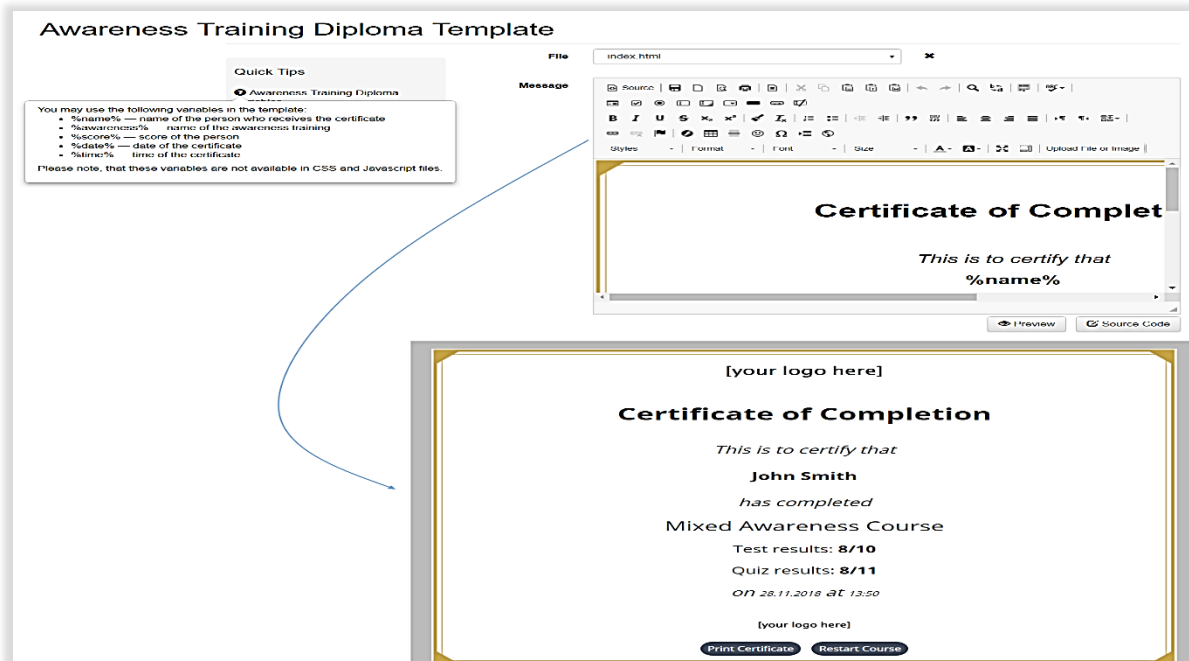 Awareness Training Diploma Template
File
index.html
Quick Tips
Awareness Training Diploma
You may use the following variables in the template:
%name% — name of the person who receives the certificate
%awareness% name of the awareness training
%score% — score of the person
%date% — date of the certificate
%time% time of the certificate
Please note, that these variables are not available in CSS and Javascript files.
Message
Source
Styles
Format
Font
Size
Upload File or Image
Certificate of Complet
This is to certify that
%name%
Preview
Source Code
[your logo here]
Certificate of Completion
This is to certify that
John Smith
has completed
Mixed Awareness Course
Test results: 8/10
Quiz results: 8/11
on 28.11.2018 at 13:50
[your logo here]
Print Certificate
Restart Course